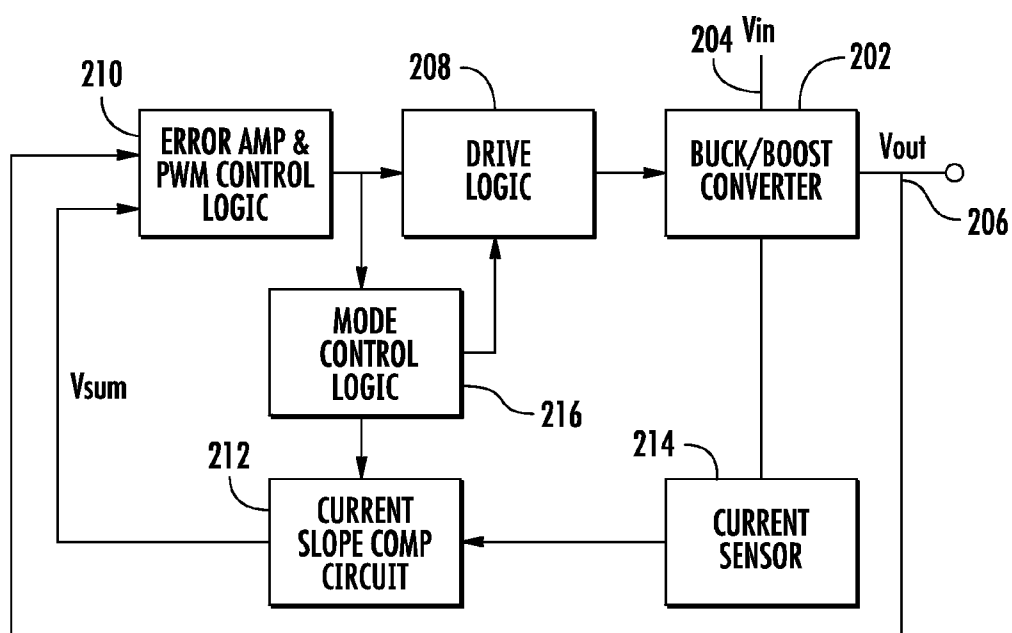 204
Vin
210
208
202
ERROR AMP &
PWM CONTROL
LOGIC
DRIVE
LOGIC
BUCK/BOOST
CONVERTER
Vout
206
MODE
CONTROL
LOGIC
Vsum
216
212
214
CURRENT
SLOPE COMP
CIRCUIT
CURRENT
SENSOR